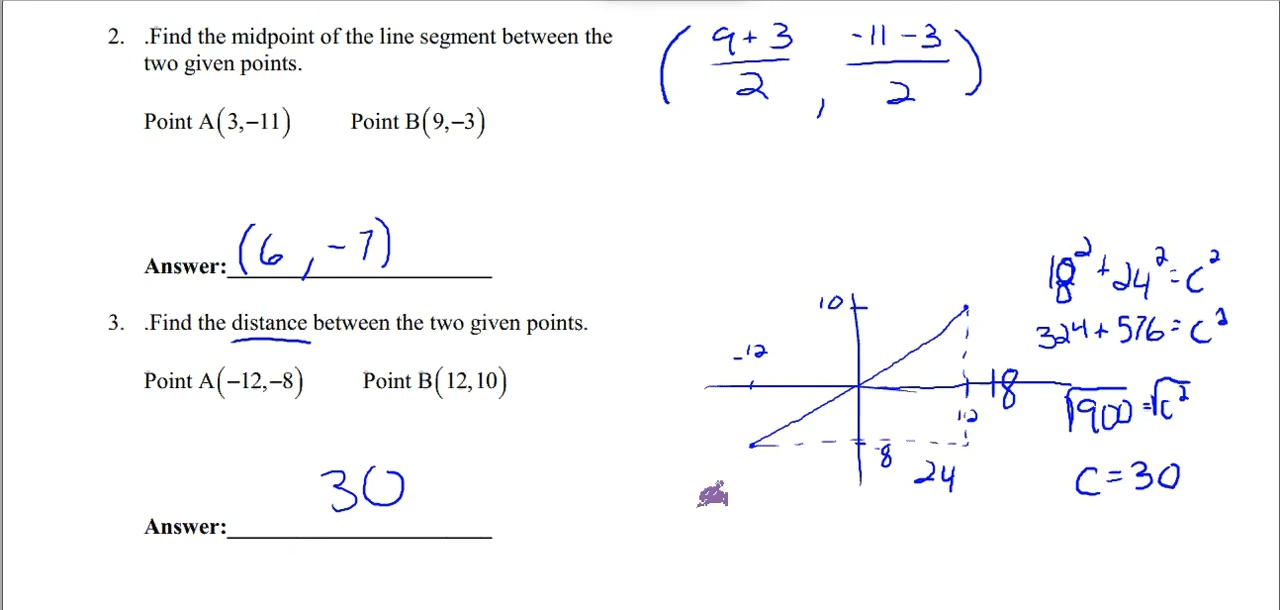 2. .Find the midpoint of the line segment between the
two given points.
Point A(3,−11) Point B(9,−3)
( 9 + 3 / 2 , -11 - 3 / 2 )
Answer: (6, -7)
3. .Find the distance between the two given points.
Point A(−12,−8) Point B(12,10)
Answer: 30
10
-12
12
18
-8
24
18² + 24² = c²
324 + 576 = c²
√900 = √c²
c = 30